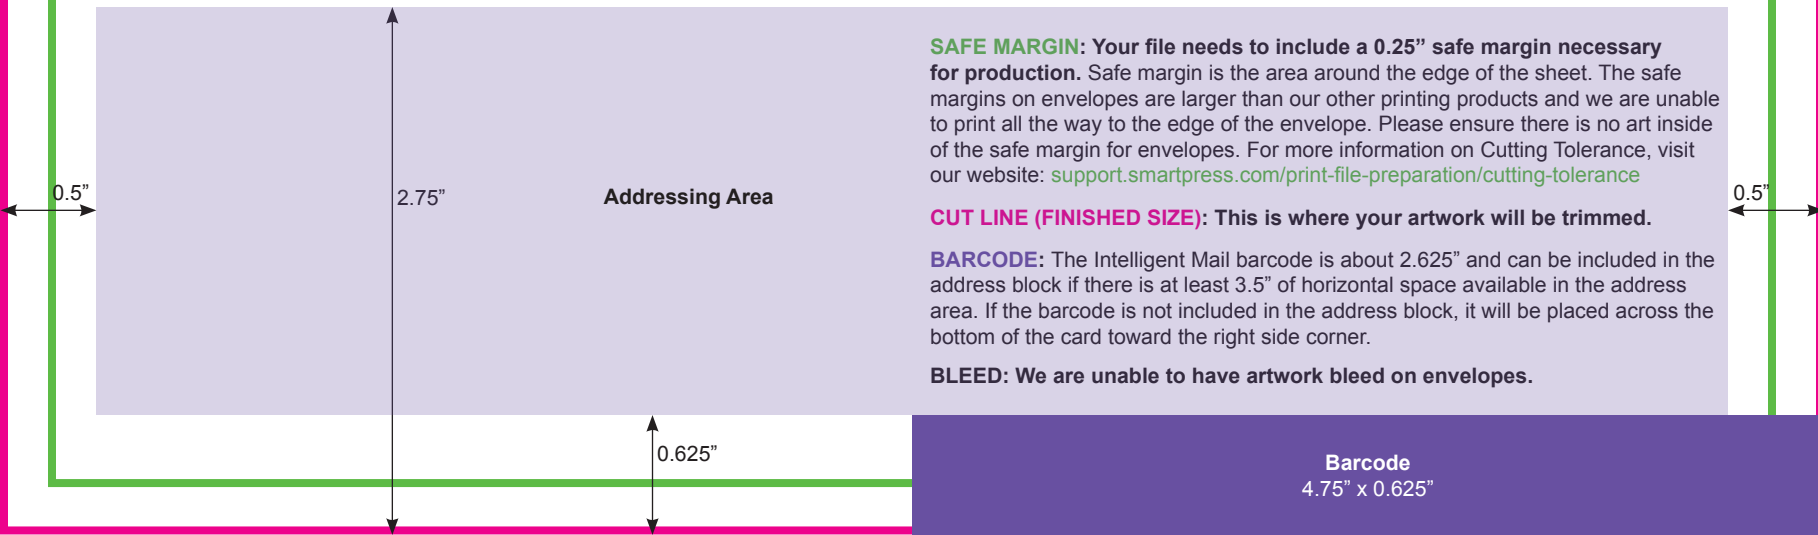 SAFE MARGIN: Your file needs to include a 0.25” safe margin necessary
for production. Safe margin is the area around the edge of the sheet. The safe
margins on envelopes are larger than our other printing products and we are unable
to print all the way to the edge of the envelope. Please ensure there is no art inside
of the safe margin for envelopes. For more information on Cutting Tolerance, visit
our website: support.smartpress.com/print-file-preparation/cutting-tolerance
0.5”
2.75”
Addressing Area
0.5”
CUT LINE (FINISHED SIZE): This is where your artwork will be trimmed.
BARCODE: The Intelligent Mail barcode is about 2.625” and can be included in the
address block if there is at least 3.5” of horizontal space available in the address
area. If the barcode is not included in the address block, it will be placed across the
bottom of the card toward the right side corner.
BLEED: We are unable to have artwork bleed on envelopes.
0.625”
Barcode
4.75” x 0.625”